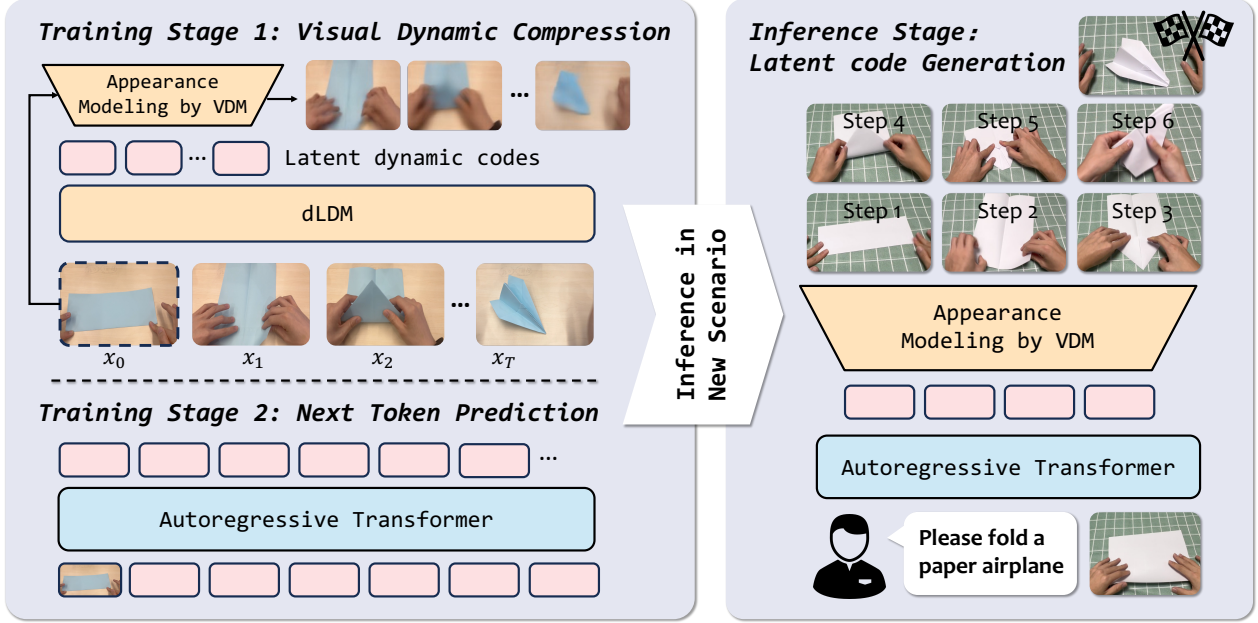 Training Stage 1: Visual Dynamic Compression
Appearance
Modeling by VDM
...
... Latent dynamic codes
dLDM
...
x₀ x₁ x₂ x_T
Training Stage 2: Next Token Prediction
...
Autoregressive Transformer
Inference in
New Scenario
Inference Stage:
Latent code Generation
Step 4 Step 5 Step 6
Step 1 Step 2 Step 3
Appearance
Modeling by VDM
Autoregressive Transformer
Please fold a
paper airplane